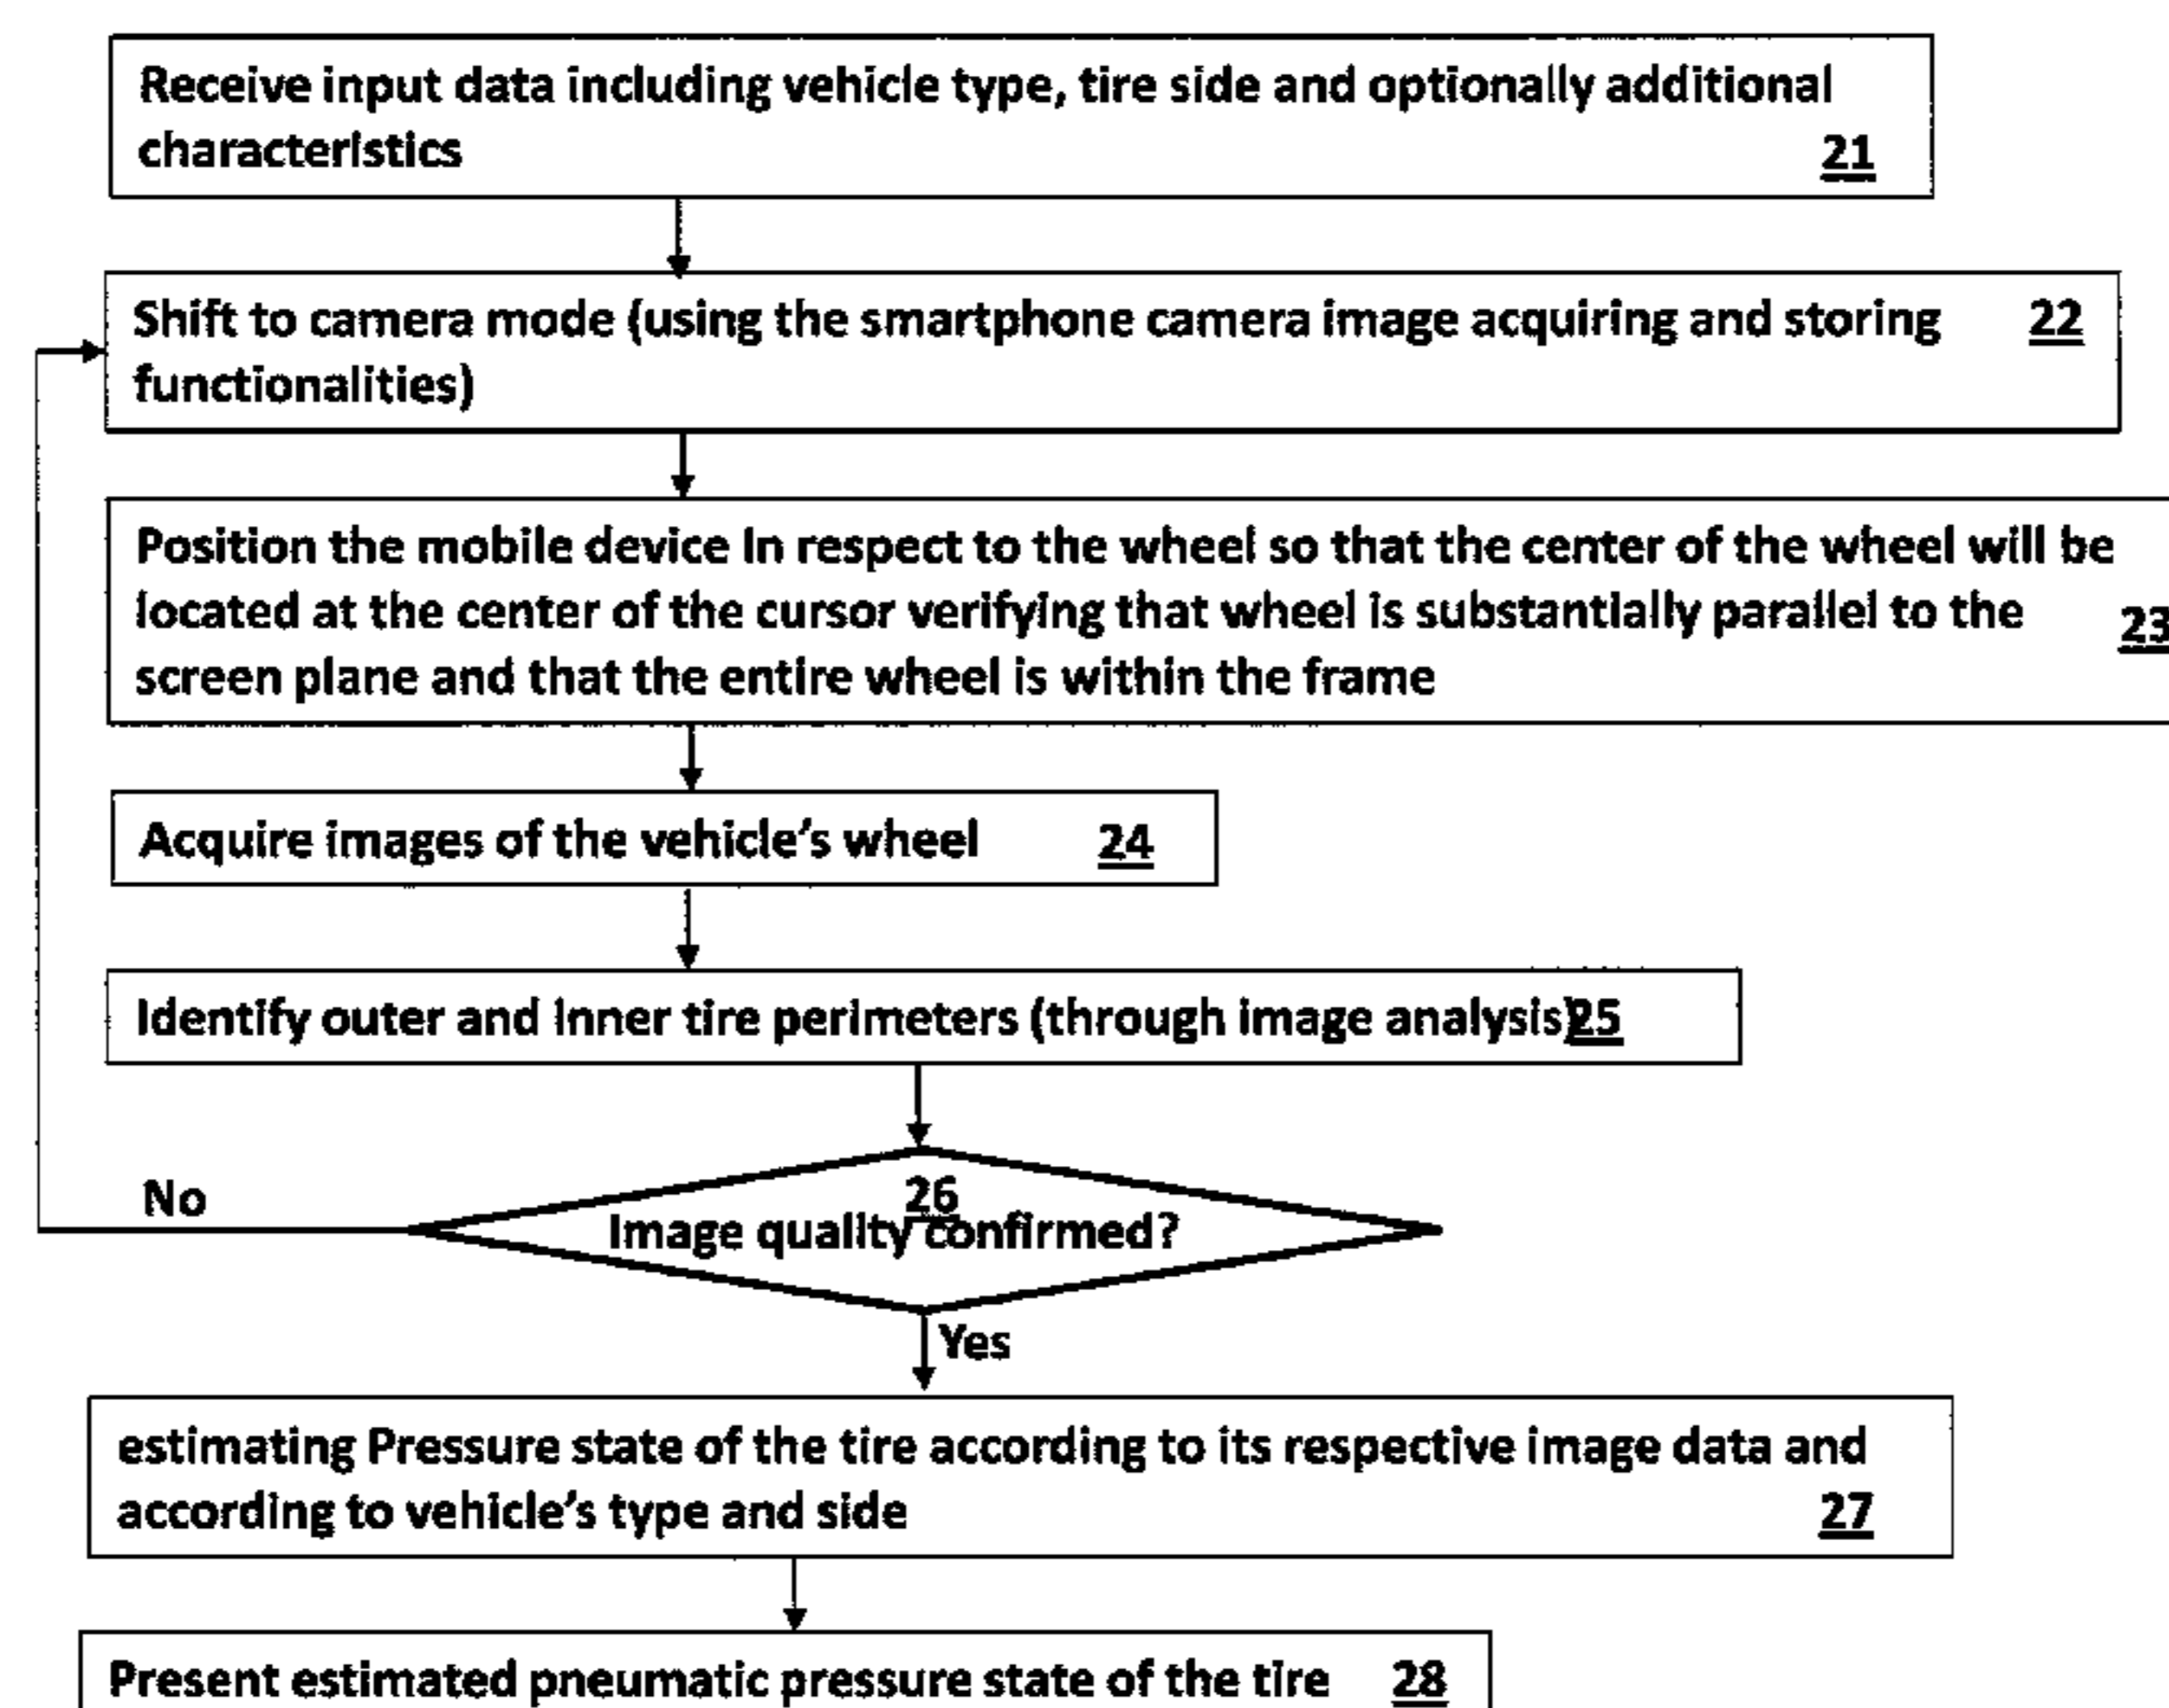 Receive input data including vehicle type, tire side and optionally additional
characteristics 21
Shift to camera mode (using the smartphone camera image acquiring and storing 22
functionalities)
Position the mobile device In respect to the wheel so that the center of the wheel will be
located at the center of the cursor verifying that wheel is substantially parallel to the 23
screen plane and that the entire wheel is within the frame
Acquire images of the vehicle's wheel 24
Identify outer and Inner tire perimeters (through image analysis) 25
No
26
Image quality confirmed?
Yes
estimating Pressure state of the tire according to its respective image data and
according to vehicle's type and side 27
Present estimated pneumatic pressure state of the tire 28